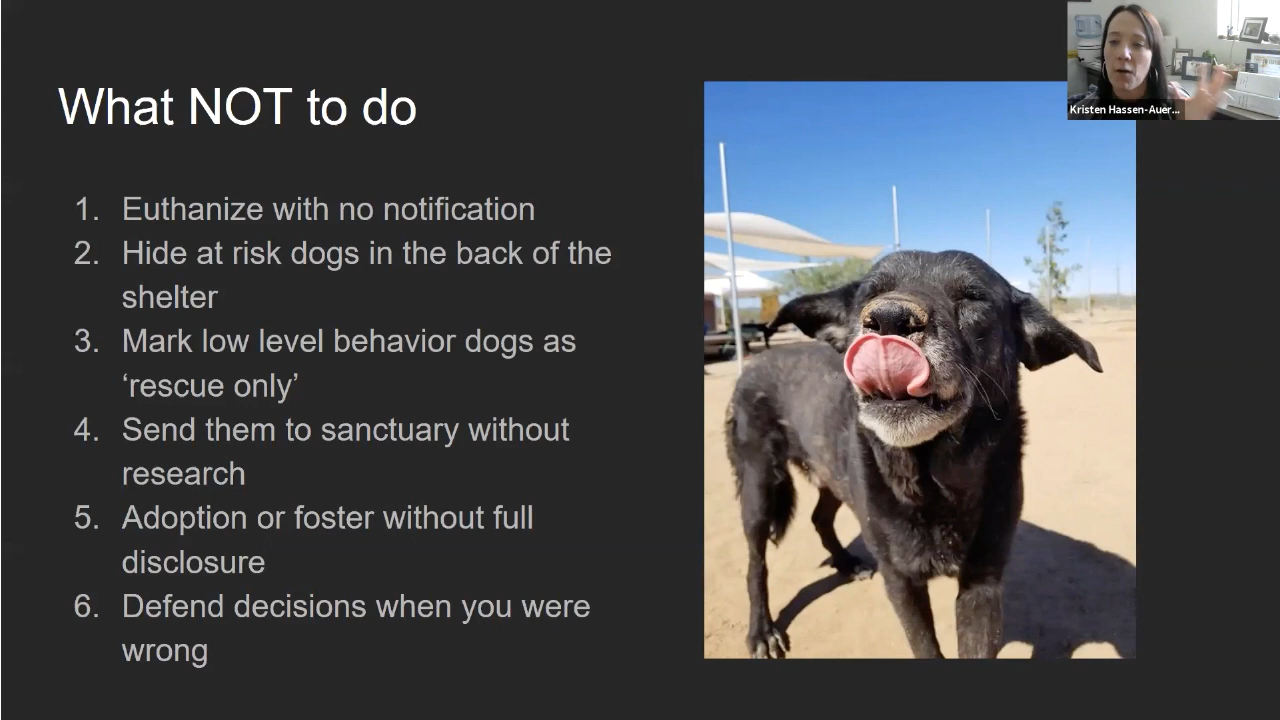 What NOT to do
1. Euthanize with no notification
2. Hide at risk dogs in the back of the
shelter
3. Mark low level behavior dogs as
‘rescue only’
4. Send them to sanctuary without
research
5. Adoption or foster without full
disclosure
6. Defend decisions when you were
wrong
Kristen Hassen-Auer...